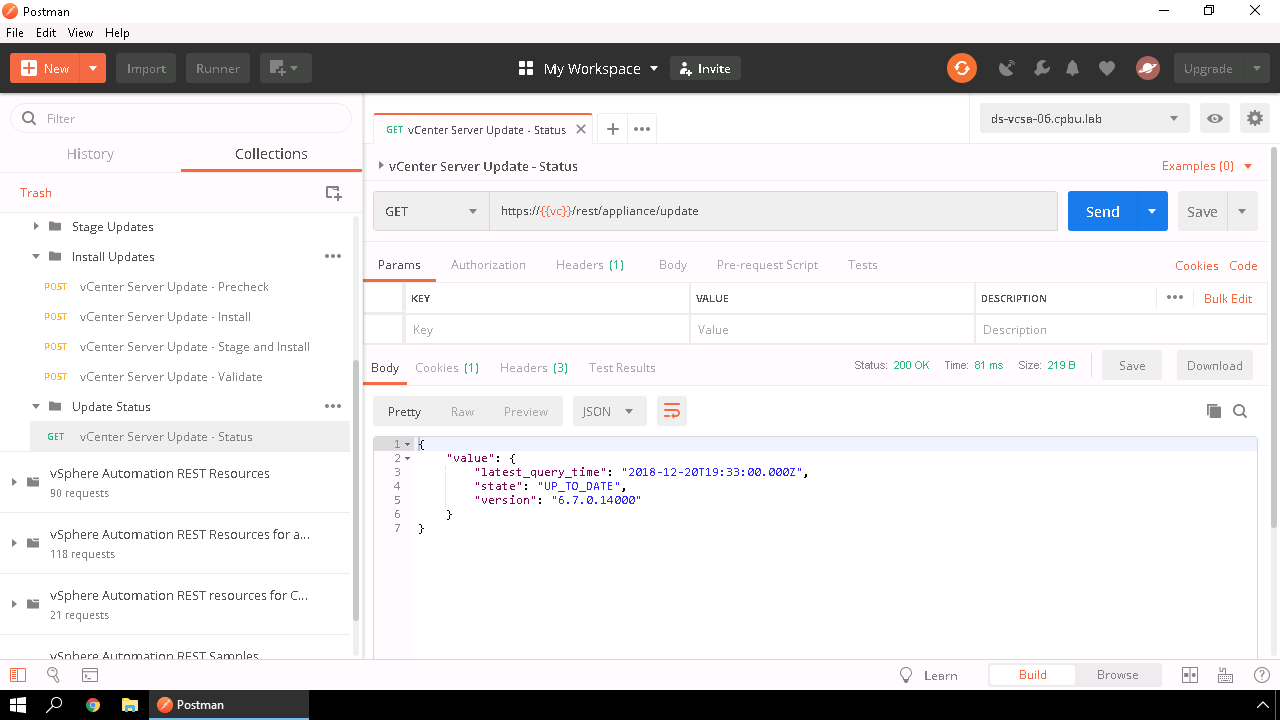 Postman
File Edit View Help
New Import Runner My Workspace Invite Upgrade
Filter
History Collections
Trash
Stage Updates
Install Updates
POST vCenter Server Update - Precheck
POST vCenter Server Update - Install
POST vCenter Server Update - Stage and Install
POST vCenter Server Update - Validate
Update Status
GET vCenter Server Update - Status
vSphere Automation REST Resources
90 requests
vSphere Automation REST Resources for a...
118 requests
vSphere Automation REST resources for C...
21 requests
vSphere Automation REST Samples
GET vCenter Server Update - Status
ds-vcsa-06.cpbu.lab
vCenter Server Update - Status Examples (0)
GET https://{{vc}}/rest/appliance/update Send Save
Params Authorization Headers (1) Body Pre-request Script Tests Cookies Code
KEY VALUE DESCRIPTION Bulk Edit
Key Value Description
Body Cookies (1) Headers (3) Test Results Status: 200 OK Time: 81 ms Size: 219 B Save Download
Pretty Raw Preview JSON
1 {
2 "value": {
3 "latest_query_time": "2018-12-20T19:33:00.000Z",
4 "state": "UP_TO_DATE",
5 "version": "6.7.0.14000"
6 }
7 }
Learn Build Browse
Postman